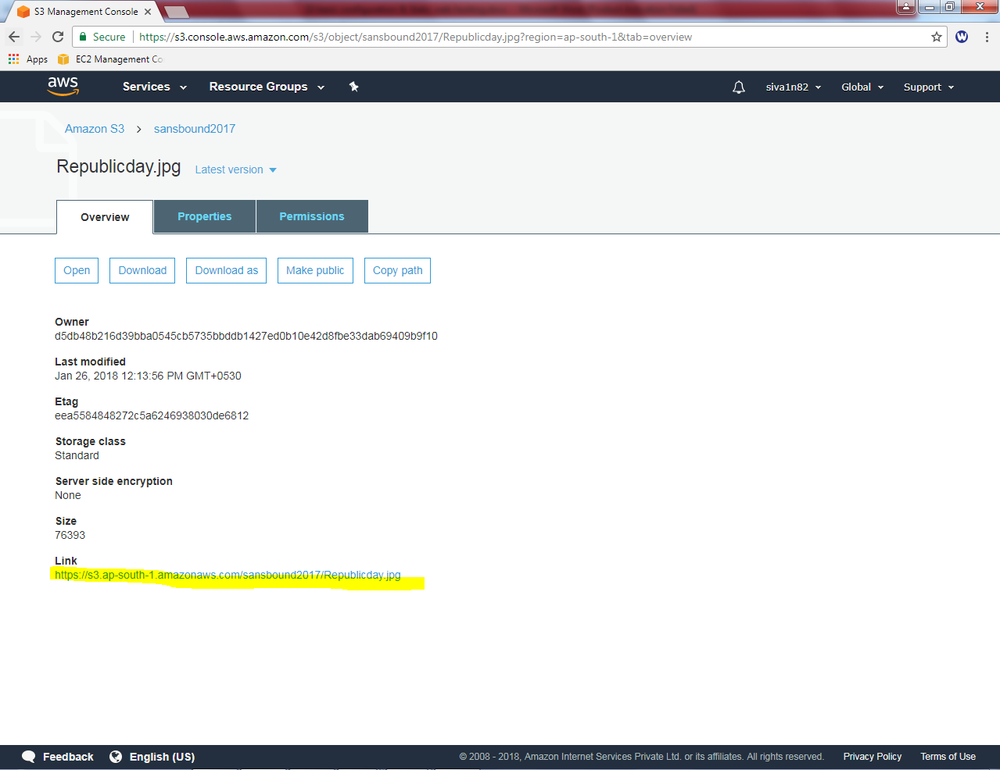 S3 Management Console
Secure https://s3.console.aws.amazon.com/s3/object/sansbound2017/Republicday.jpg?region=ap-south-1&tab=overview W
Apps EC2 Management Co
aws Services Resource Groups siva1n82 Global Support
Amazon S3 > sansbound2017
Republicday.jpg Latest version
Overview Properties Permissions
Open Download Download as Make public Copy path
Owner
d5db48b216d39bba0545cb5735bbddb1427ed0b10e42d8fbe33dab69409b9f10
Last modified
Jan 26, 2018 12:13:56 PM GMT+0530
Etag
eea5584848272c5a6246938030de6812
Storage class
Standard
Server side encryption
None
Size
76393
Link
https://s3.ap-south-1.amazonaws.com/sansbound2017/Republicday.jpg
Feedback English (US) © 2008 - 2018, Amazon Internet Services Private Ltd. or its affiliates. All rights reserved. Privacy Policy Terms of Use